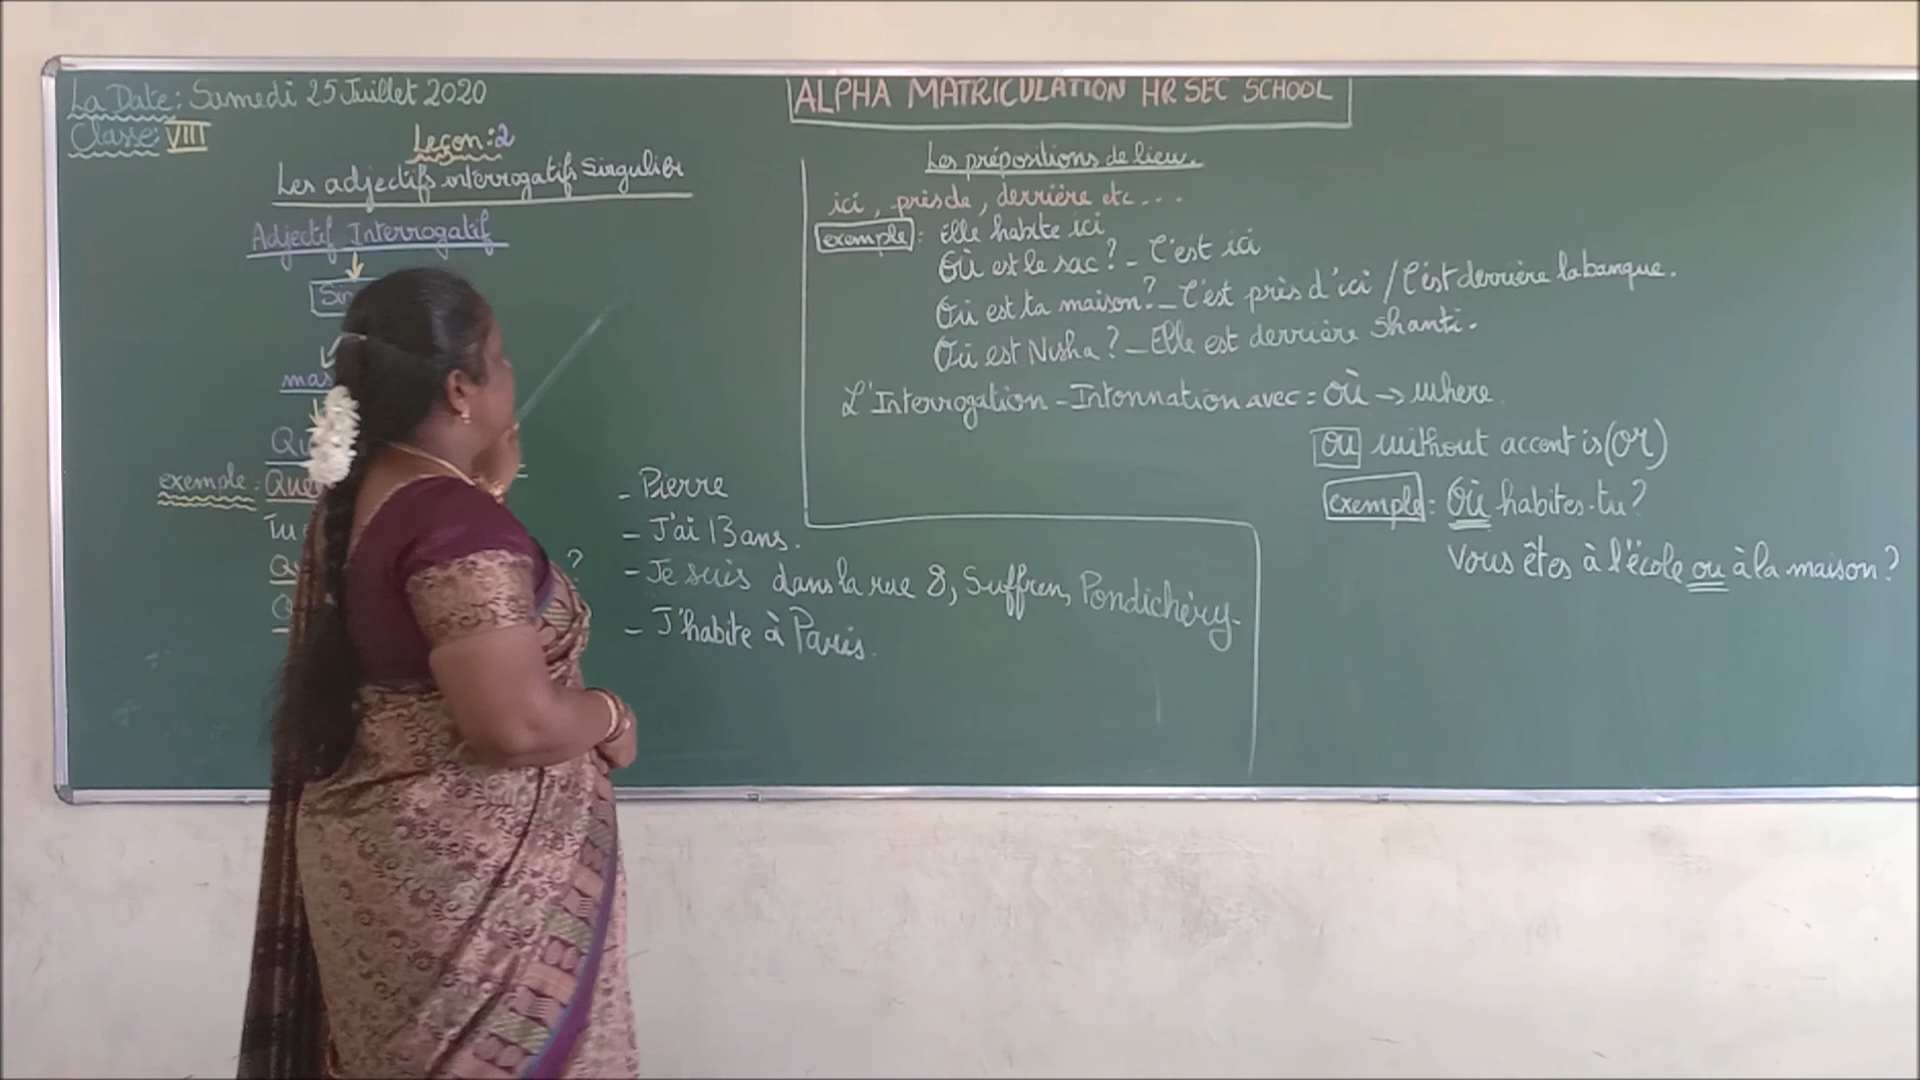 La Date: Samedi 25 Juillet 2020
Classe: VIII
Leçon: 2
Les adjectifs interrogatifs Singulier
Adjectif Interrogatif
exemple:
Tu
?
- Pierre
- J'ai 13 ans.
- Je suis dans la rue 8, Suffren, Pondichéry.
- J'habite à Paris.
ALPHA MATRICULATION HR SEC SCHOOL
Les prépositions de lieu.
ici, près de, derrière etc....
exemple: Elle habite ici
Où est le sac? - C'est ici
Où est ta maison? - C'est près d'ici / C'est derrière la banque.
Où est Nisha? - Elle est derrière Shanti.
L'Interrogation - Intonnation avec = où → where
ou without accent is (or)
exemple: Où habites-tu?
Vous êtes à l'école ou à la maison?